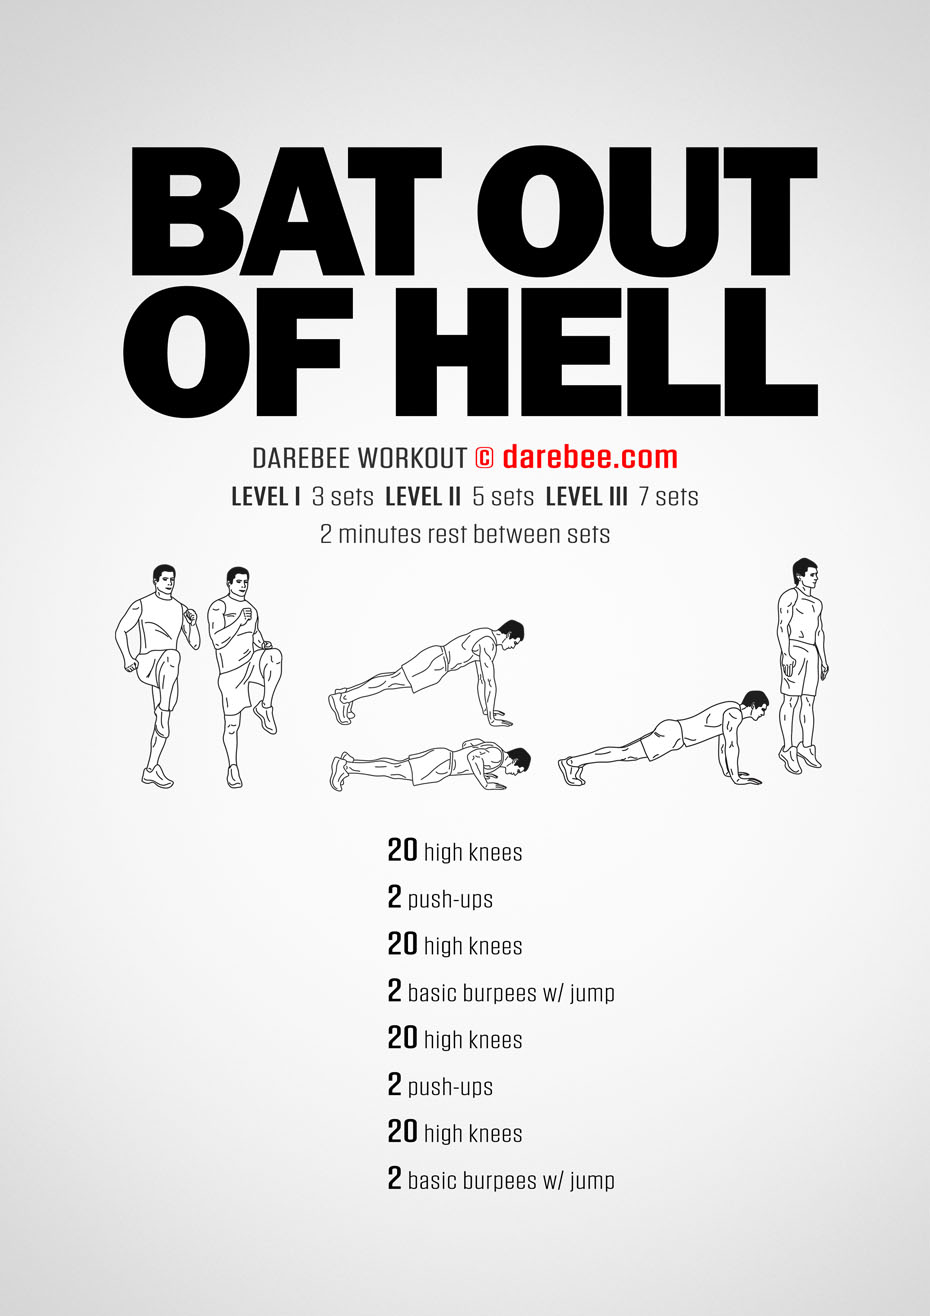 BAT OUT
OF HELL
DAREBEE WORKOUT © darebee.com
LEVEL I 3 sets LEVEL II 5 sets LEVEL III 7 sets
2 minutes rest between sets
20 high knees
2 push-ups
20 high knees
2 basic burpees w/ jump
20 high knees
2 push-ups
20 high knees
2 basic burpees w/ jump